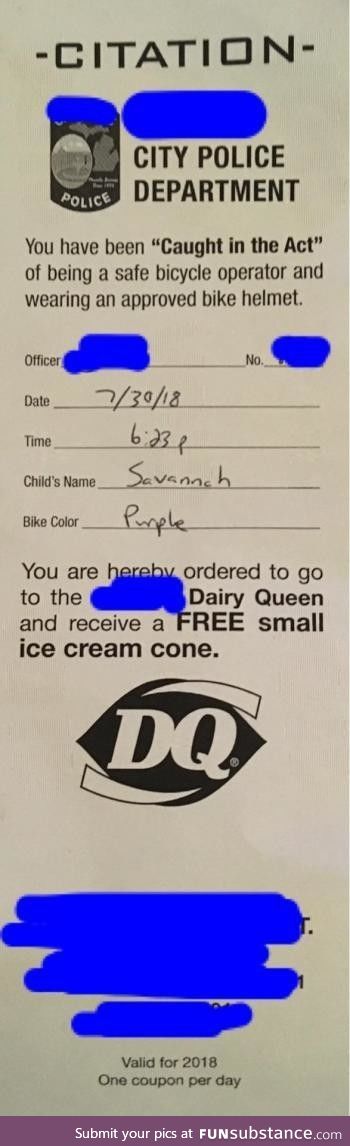 -CITATION-
POLICE
CITY POLICE
DEPARTMENT
You have been “Caught in the Act”
of being a safe bicycle operator and
wearing an approved bike helmet.
Officer No.
Date 7/30/18
Time 6:23 p
Child's Name Savannah
Bike Color Purple
You are hereby ordered to go
to the Dairy Queen
and receive a FREE small
ice cream cone.
DQ®
T.
1
Valid for 2018
One coupon per day
Submit your pics at FUNsubstance.com